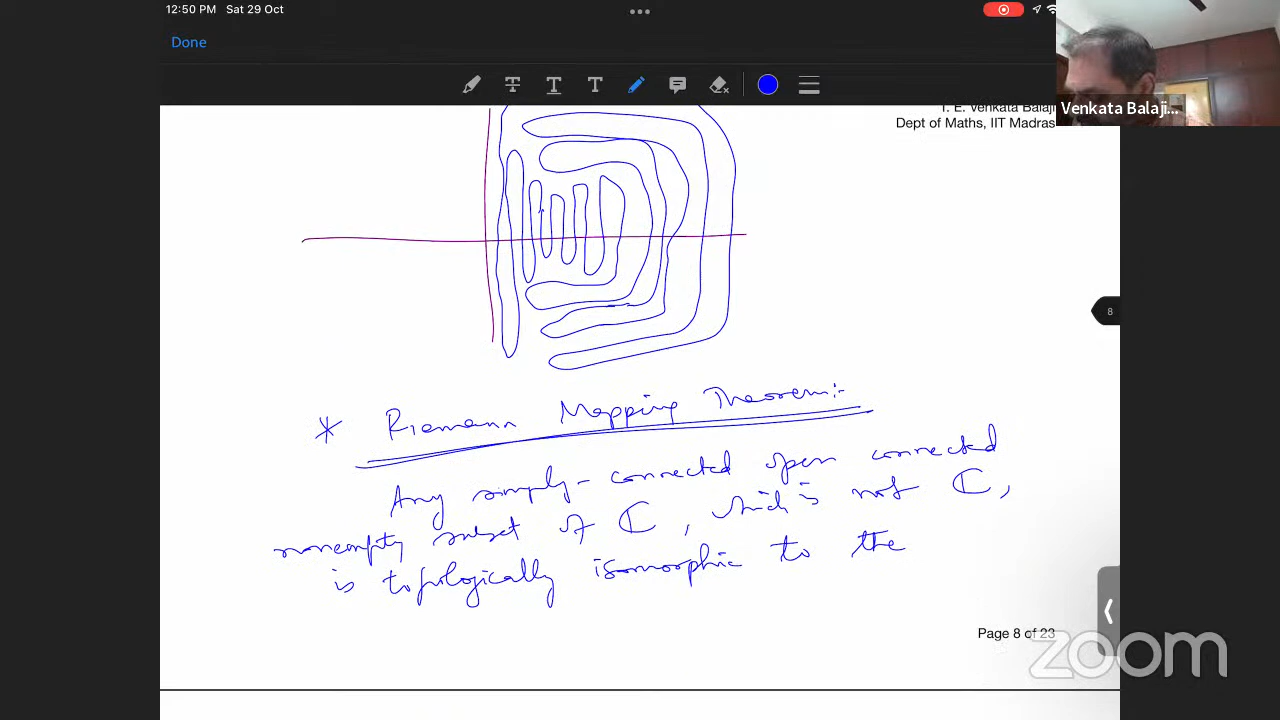 12:50 PM Sat 29 Oct
Done
T. E. Venkata Balaji
Dept of Maths, IIT Madras
Venkata Balaji...
8
* Riemann Mapping Theorem:-
Any simply-connected open connected
nonempty subset of ℂ, which is not ℂ,
is topologically isomorphic to the
Page 8 of 23
zoom